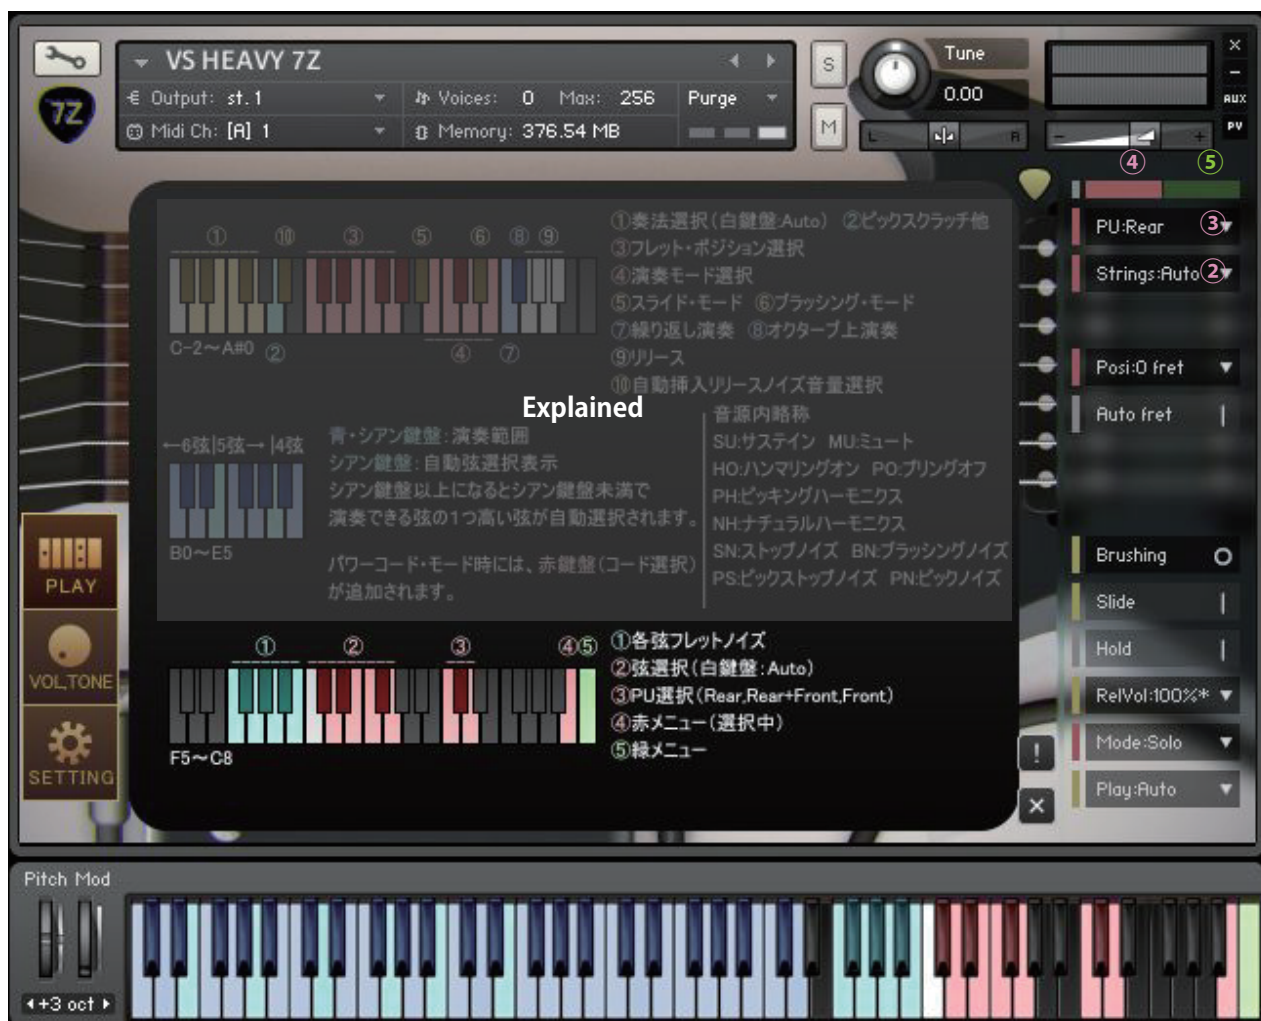 VS HEAVY 7Z
7Z
Output: st.1
Voices: 0 Max: 256
Purge
Midi Ch: [A] 1
Memory: 376.54 MB
S
M
Tune
0.00
L
R
−
+
×
−
AUX
PV
④
⑤
PU:Rear
③
Strings:Auto
②
Posi:0 fret
Auto fret
Brushing
Slide
Hold
RelVol:100%*
Mode:Solo
Play:Auto
① ⑩ ③ ⑤ ⑥ ⑧ ⑨
C-2～A#0 ② ④ ⑦
①奏法選択(白鍵盤:Auto) ②ピックスクラッチ他
③フレット・ポジション選択
④演奏モード選択
⑤スライド・モード ⑥ブラッシング・モード
⑦繰り返し演奏 ⑧オクターブ上演奏
⑨リリース
⑩自動挿入リリースノイズ音量選択
Explained
←6弦|5弦→ |4弦
B0～E5
青・シアン鍵盤:演奏範囲
シアン鍵盤:自動弦選択表示
シアン鍵盤以上になるとシアン鍵盤未満で
演奏できる弦の1つ高い弦が自動選択されます。
パワーコード・モード時には、赤鍵盤(コード選択)
が追加されます。
音源内略称
SU:サステイン MU:ミュート
HO:ハンマリングオン PO:プリングオフ
PH:ピッキングハーモニクス
NH:ナチュラルハーモニクス
SN:ストップノイズ BN:ブラッシングノイズ
PS:ピックストップノイズ PN:ピックノイズ
① ② ③ ④⑤
F5～C8
①各弦フレットノイズ
②弦選択(白鍵盤:Auto)
③PU選択(Rear,Rear+Front,Front)
④赤メニュー(選択中)
⑤緑メニュー
PLAY
VOL,TONE
SETTING
!
×
Pitch Mod
+3 oct